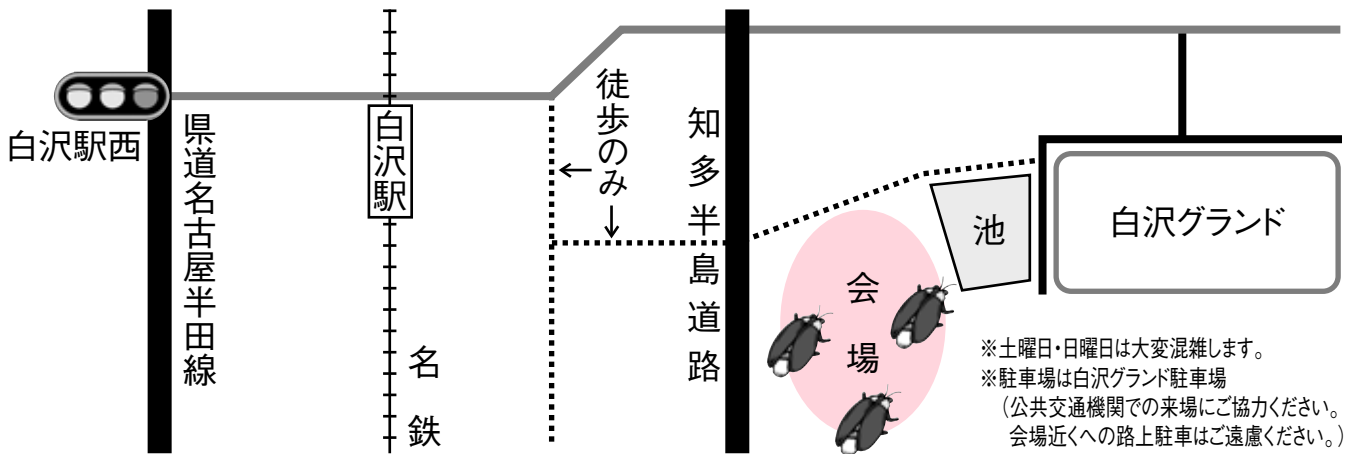 白沢駅西
県道名古屋半田線
白沢駅
名鉄
徒歩のみ
知多半島道路
会場
池
白沢グランド
※土曜日・日曜日は大変混雑します。
※駐車場は白沢グランド駐車場
（公共交通機関での来場にご協力ください。
会場近くへの路上駐車はご遠慮ください。）